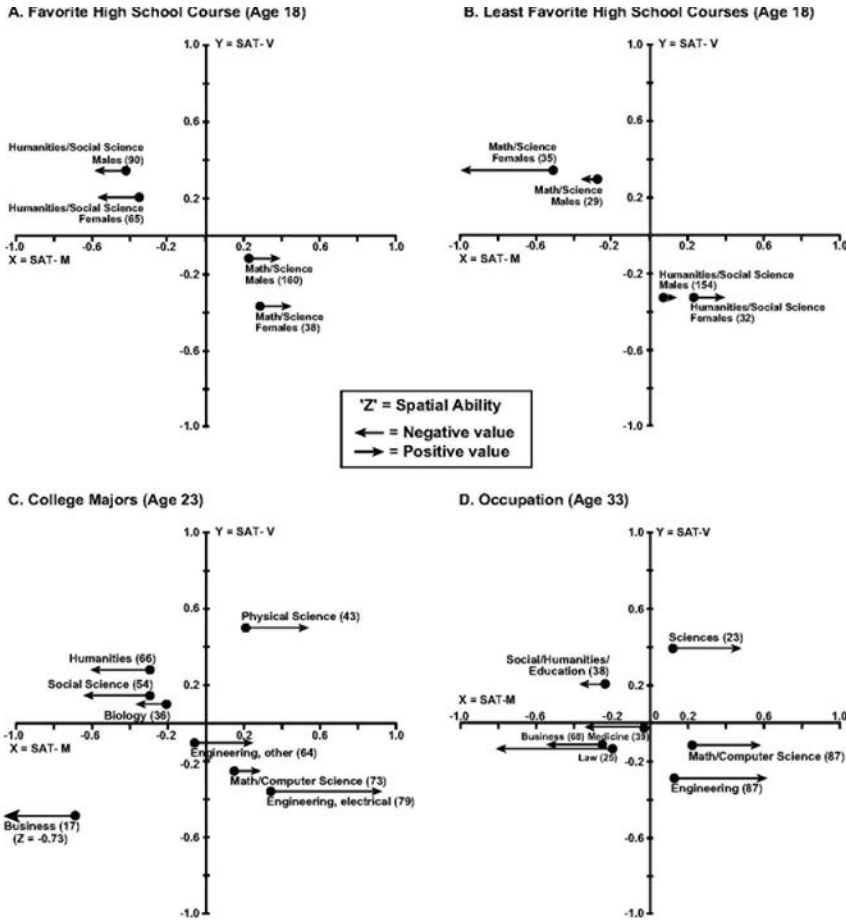 A. Favorite High School Course (Age 18)
Y = SAT- V
1.0
0.6
Humanities/Social Science
Males (90)
0.2
Humanities/Social Science
Females (65)
-1.0
-0.6
-0.2
0.2
0.6
1.0
X = SAT- M
-0.2
Math/Science
Males (160)
Math/Science
Females (38)
-0.6
-1.0
B. Least Favorite High School Courses (Age 18)
Y = SAT- V
1.0
0.6
Math/Science
Females (35)
Math/Science
Males (29)
0.2
-1.0
-0.6
-0.2
0.2
0.6
1.0
X = SAT- M
-0.2
Humanities/Social Science
Males (154)
Humanities/Social Science
Females (32)
-0.6
-1.0
'Z' = Spatial Ability
= Negative value
= Positive value
C. College Majors (Age 23)
Y = SAT- V
1.0
0.6
Physical Science (43)
Humanities (66)
Social Science (54)
0.2
Biology (36)
-1.0
-0.6
-0.2
0.2
0.6
1.0
X = SAT- M
Engineering, other (64)
-0.2
Math/Computer Science (73)
Engineering, electrical (79)
Business (17)
(Z = -0.73)
-0.6
-1.0
D. Occupation (Age 33)
Y = SAT-V
1.0
0.6
Sciences (23)
Social/Humanities/
Education (38)
0.2
X = SAT-M
-1.0
-0.6
-0.2
0.2
0.6
1.0
Business (68) Medicine (39)
Law (25)
-0.2
Math/Computer Science (87)
Engineering (87)
-0.6
-1.0